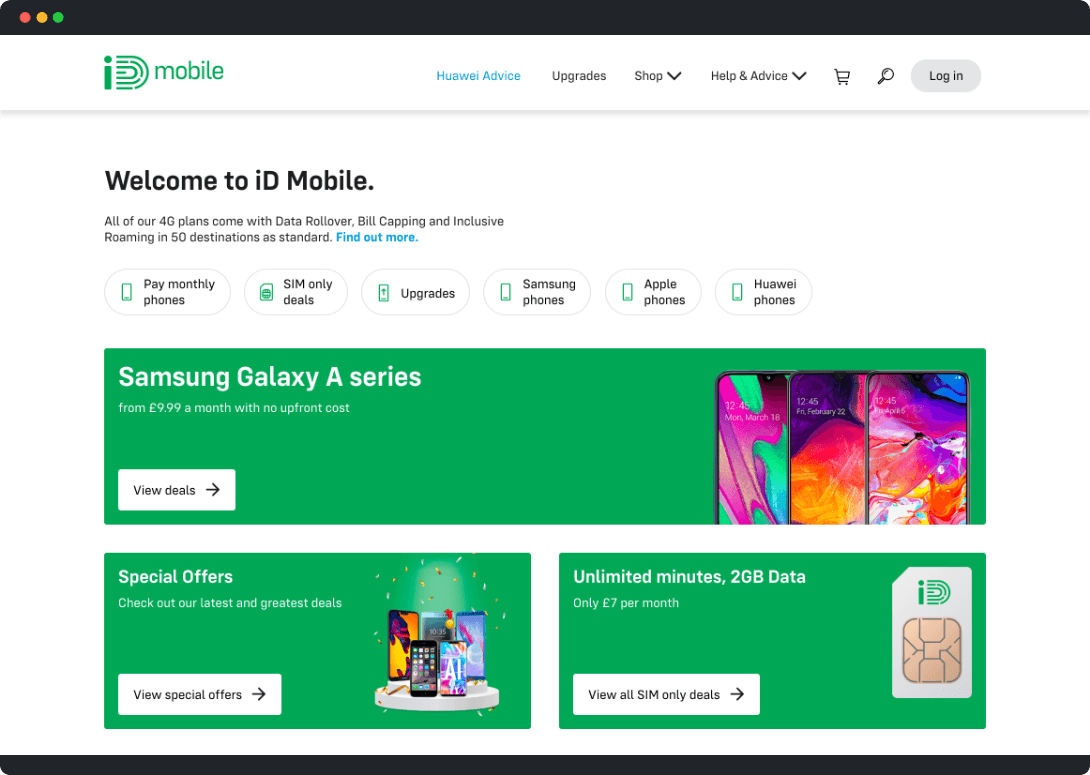 iD mobile
Huawei Advice
Upgrades
Shop
Help & Advice
Log in
Welcome to iD Mobile.
All of our 4G plans come with Data Rollover, Bill Capping and Inclusive
Roaming in 50 destinations as standard. Find out more.
Pay monthly
phones
SIM only
deals
Upgrades
Samsung
phones
Apple
phones
Huawei
phones
Samsung Galaxy A series
from £9.99 a month with no upfront cost
View deals
12:45
Mon, March 18
12:45
Fri, February 22
12:45
Fri, April 5
Special Offers
Check out our latest and greatest deals
10:35
AI
View special offers
Unlimited minutes, 2GB Data
Only £7 per month
iD
View all SIM only deals